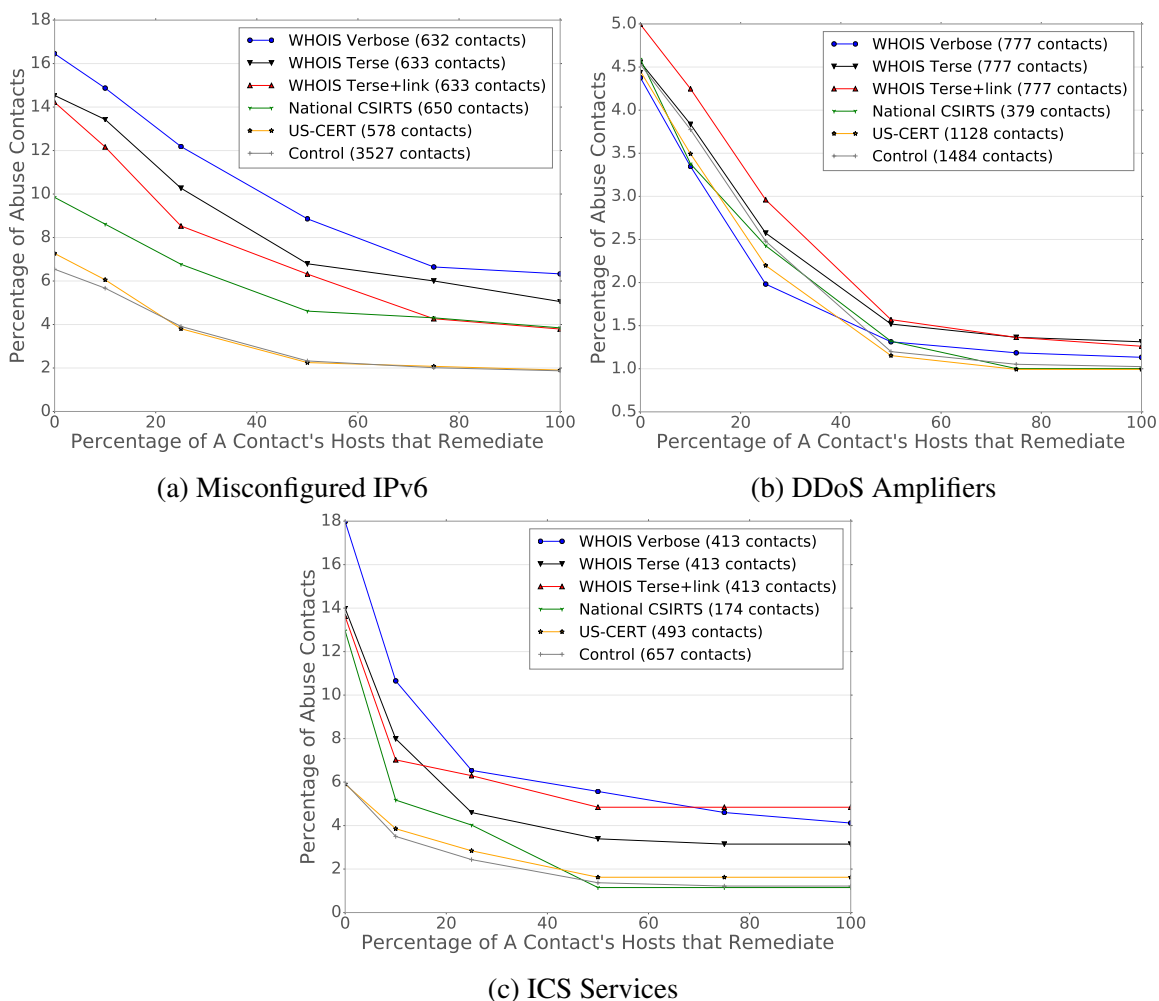 18
16
14
12
10
8
6
4
2
0
Percentage of Abuse Contacts
WHOIS Verbose (632 contacts)
WHOIS Terse (633 contacts)
WHOIS Terse+link (633 contacts)
National CSIRTS (650 contacts)
US-CERT (578 contacts)
Control (3527 contacts)
0 20 40 60 80 100
Percentage of A Contact's Hosts that Remediate
(a) Misconfigured IPv6
5.0
4.5
4.0
3.5
3.0
2.5
2.0
1.5
1.0
0.5
Percentage of Abuse Contacts
WHOIS Verbose (777 contacts)
WHOIS Terse (777 contacts)
WHOIS Terse+link (777 contacts)
National CSIRTS (379 contacts)
US-CERT (1128 contacts)
Control (1484 contacts)
0 20 40 60 80 100
Percentage of A Contact's Hosts that Remediate
(b) DDoS Amplifiers
18
16
14
12
10
8
6
4
2
0
Percentage of Abuse Contacts
WHOIS Verbose (413 contacts)
WHOIS Terse (413 contacts)
WHOIS Terse+link (413 contacts)
National CSIRTS (174 contacts)
US-CERT (493 contacts)
Control (657 contacts)
0 20 40 60 80 100
Percentage of A Contact's Hosts that Remediate
(c) ICS Services